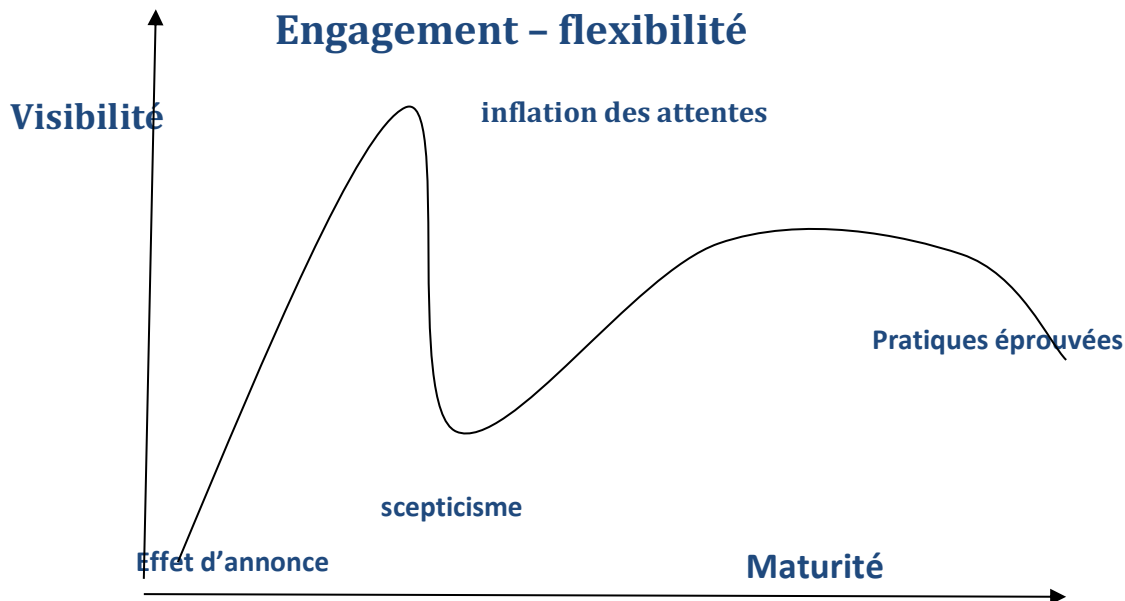 Engagement – flexibilité
Visibilité
inflation des attentes
Pratiques éprouvées
scepticisme
Effet d’annonce
Maturité